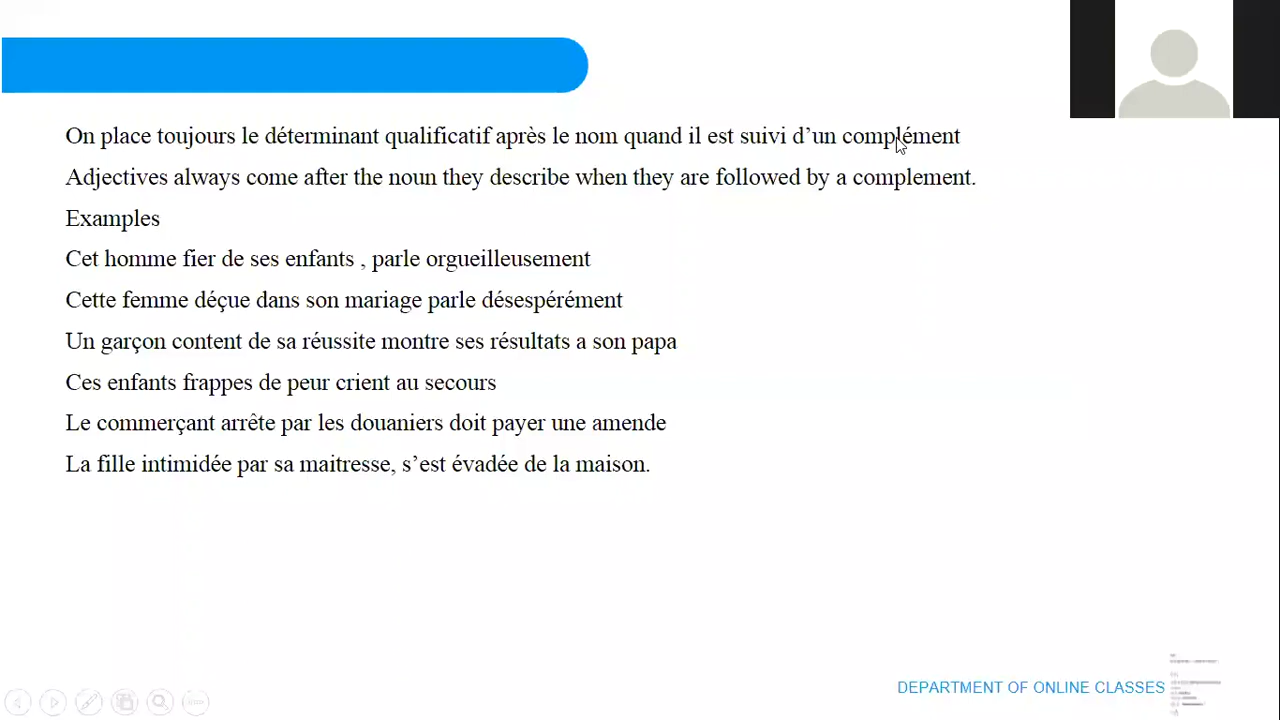 On place toujours le déterminant qualificatif après le nom quand il est suivi d’un complément
Adjectives always come after the noun they describe when they are followed by a complement.
Examples
Cet homme fier de ses enfants , parle orgueilleusement
Cette femme déçue dans son mariage parle désespérément
Un garçon content de sa réussite montre ses résultats a son papa
Ces enfants frappes de peur crient au secours
Le commerçant arrête par les douaniers doit payer une amende
La fille intimidée par sa maitresse, s’est évadée de la maison.
DEPARTMENT OF ONLINE CLASSES